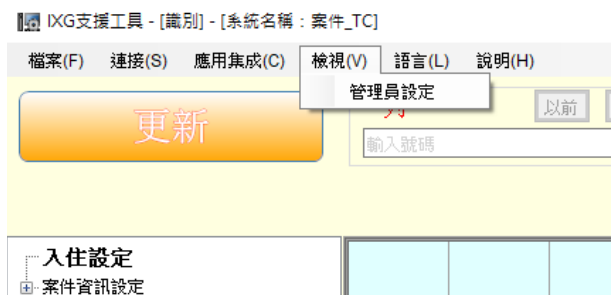 IXG支援工具 - [識別] - [系統名稱：案件_TC]
檔案(F) 連接(S) 應用集成(C) 檢視(V) 語言(L) 說明(H)
管理員設定
更新
以前
輸入號碼
入住設定
案件資訊設定